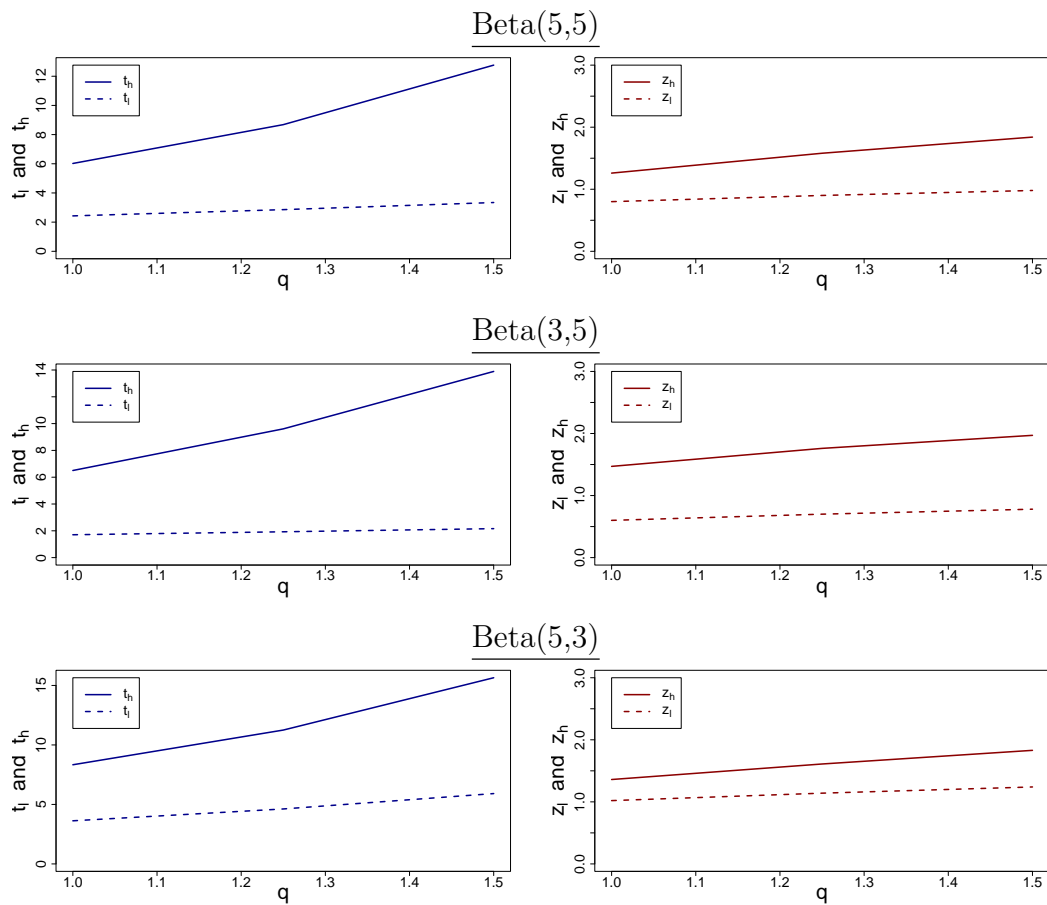 Beta(5,5)
t_h
t_l
t_l and t_h
0 2 4 6 8 10 12
1.0 1.1 1.2 1.3 1.4 1.5
q
z_h
z_l
z_l and z_h
0.0 1.0 2.0 3.0
1.0 1.1 1.2 1.3 1.4 1.5
q
Beta(3,5)
t_h
t_l
t_l and t_h
0 2 4 6 8 10 14
1.0 1.1 1.2 1.3 1.4 1.5
q
z_h
z_l
z_l and z_h
0.0 1.0 2.0 3.0
1.0 1.1 1.2 1.3 1.4 1.5
q
Beta(5,3)
t_h
t_l
t_l and t_h
0 5 10 15
1.0 1.1 1.2 1.3 1.4 1.5
q
z_h
z_l
z_l and z_h
0.0 1.0 2.0 3.0
1.0 1.1 1.2 1.3 1.4 1.5
q